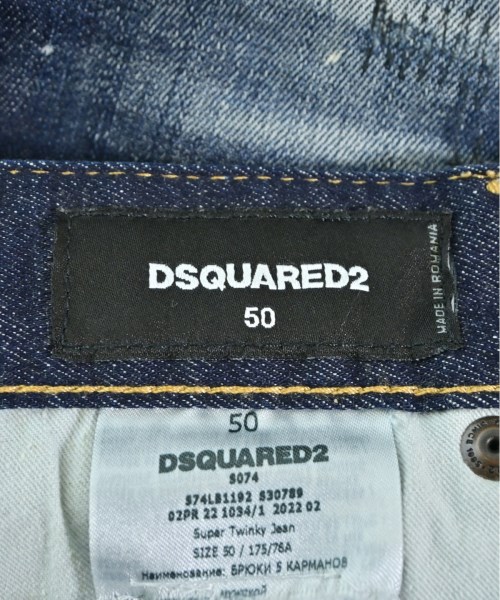 DSQUARED2
50
MADE IN ROMANIA
50
DSQUARED2
S074
S74LB1192 S30789
02PR 22 1034/1 2022 02
Super Twinky Jean
SIZE 50 / 175/76A
Наименование: БРЮКИ 5 КАРМАНОВ